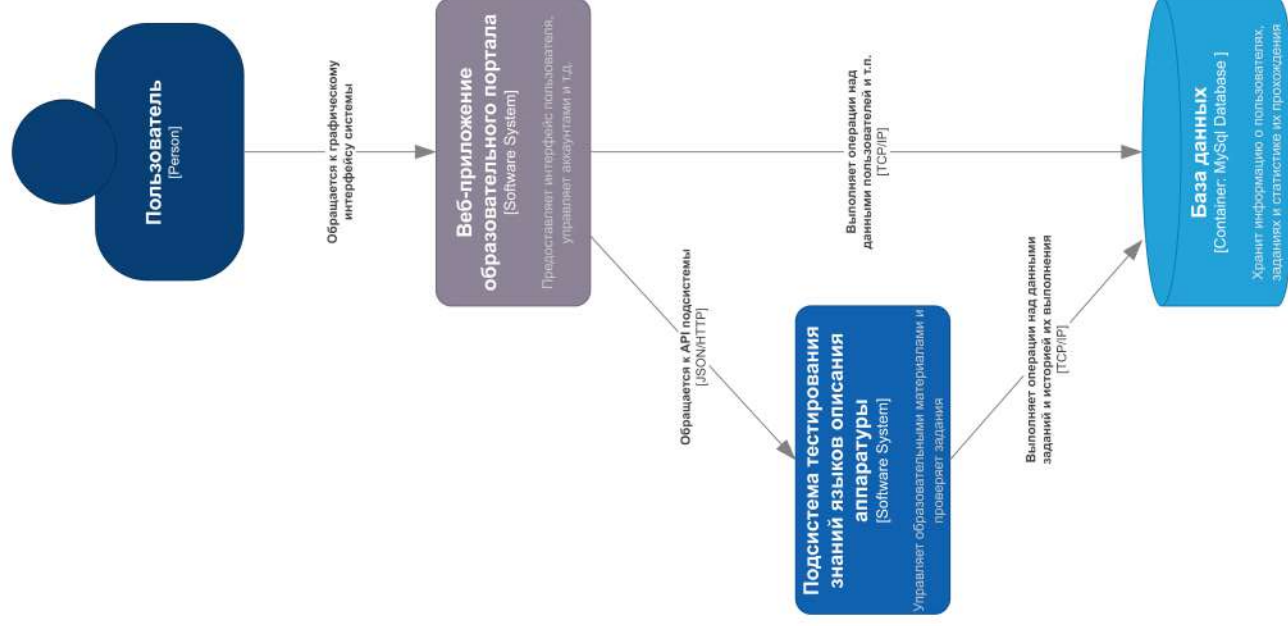 Пользователь
[Person]
Обращается к графическому
интерфейсу системы
Веб-приложение
образовательного портала
[Software System]
Предоставляет интерфейс пользователя,
управляет аккаунтами и т.д.
Обращается к API подсистемы
[JSON/HTTP]
Выполняет операции над
данными пользователей и т.п.
[TCP/IP]
Подсистема тестирования
знаний языков описания
аппаратуры
[Software System]
Управляет образовательными материалами и
проверяет задания
Выполняет операции над данными
заданий и историей их выполнения
[TCP/IP]
База данных
[Container: MySql Database ]
Хранит информацию о пользователях,
заданиях и статистике их прохождения